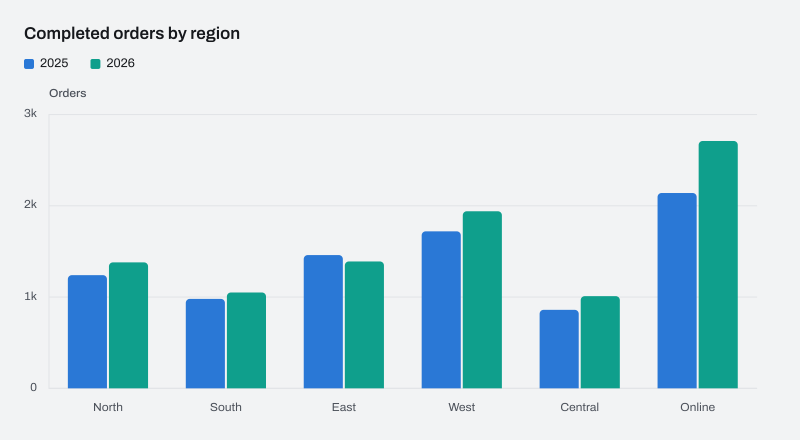 Completed orders by region
2025 2026
Orders
3k
2k
1k
0
North South East West Central Online